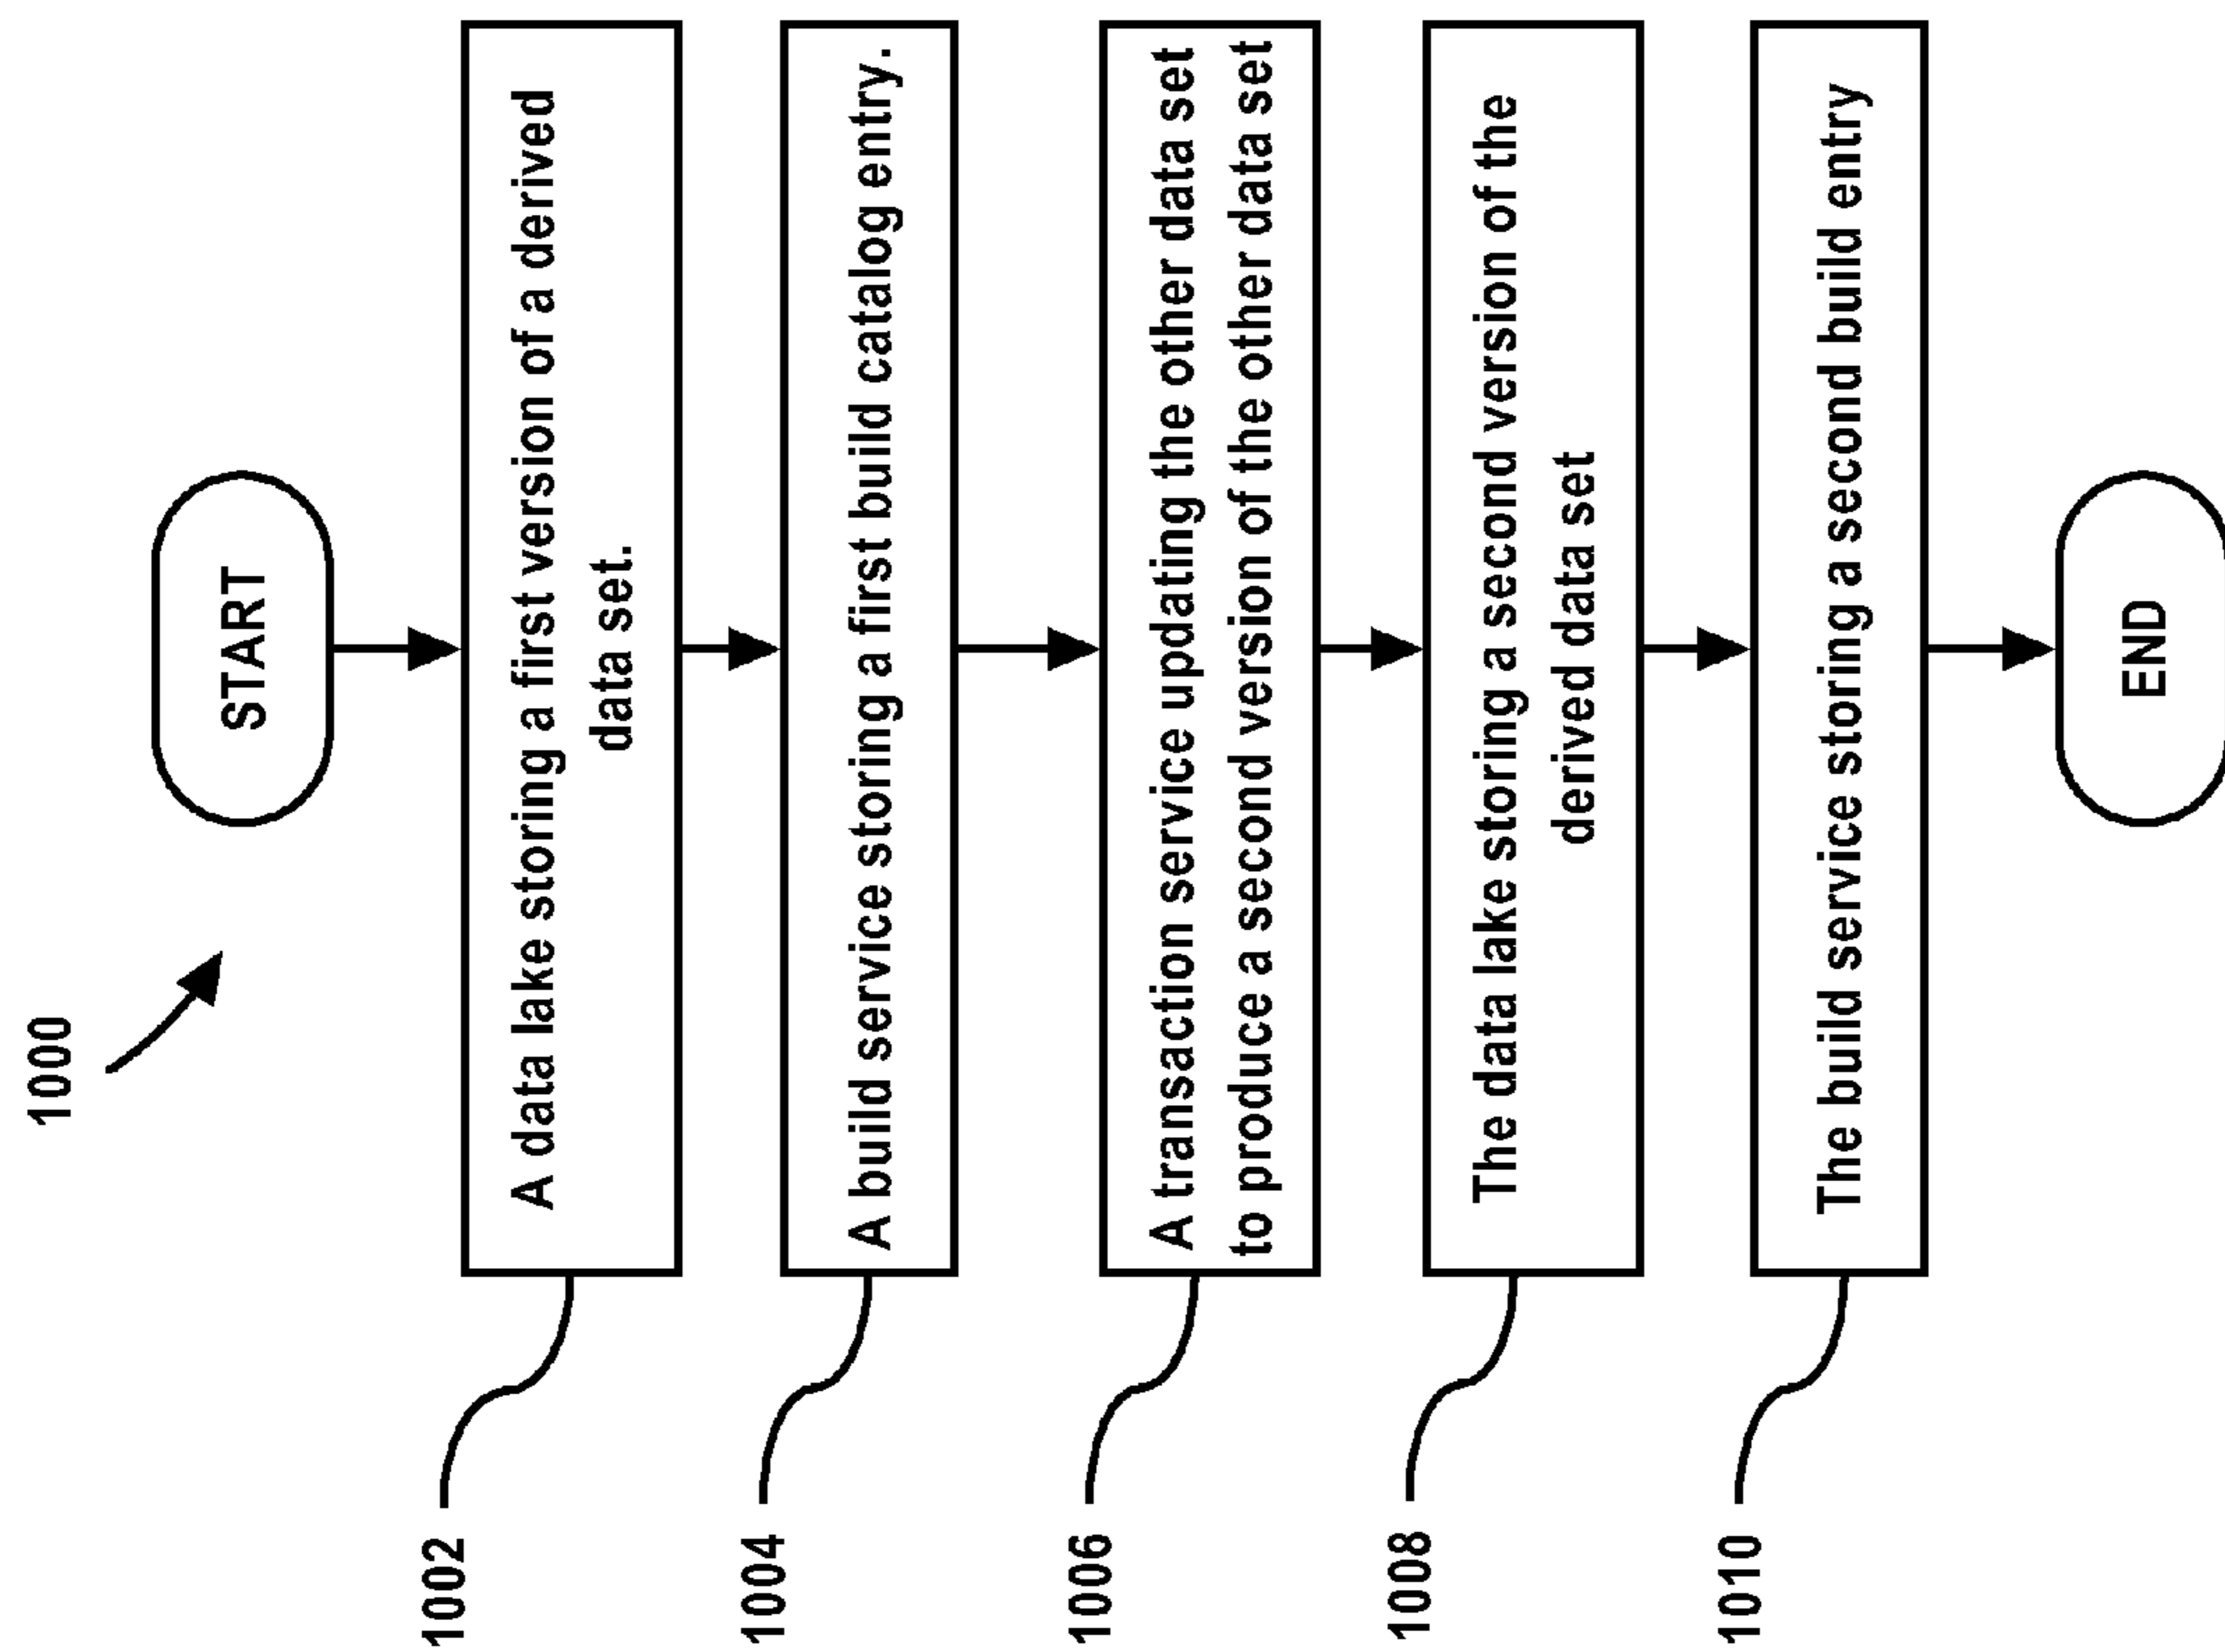 1000
START
1002
A data lake storing a first version of a derived
data set.
1004
A build service storing a first build catalog entry.
1006
A transaction service updating the other data set
to produce a second version of the other data set
1008
The data lake storing a second version of the
derived data set
1010
The build service storing a second build entry
END